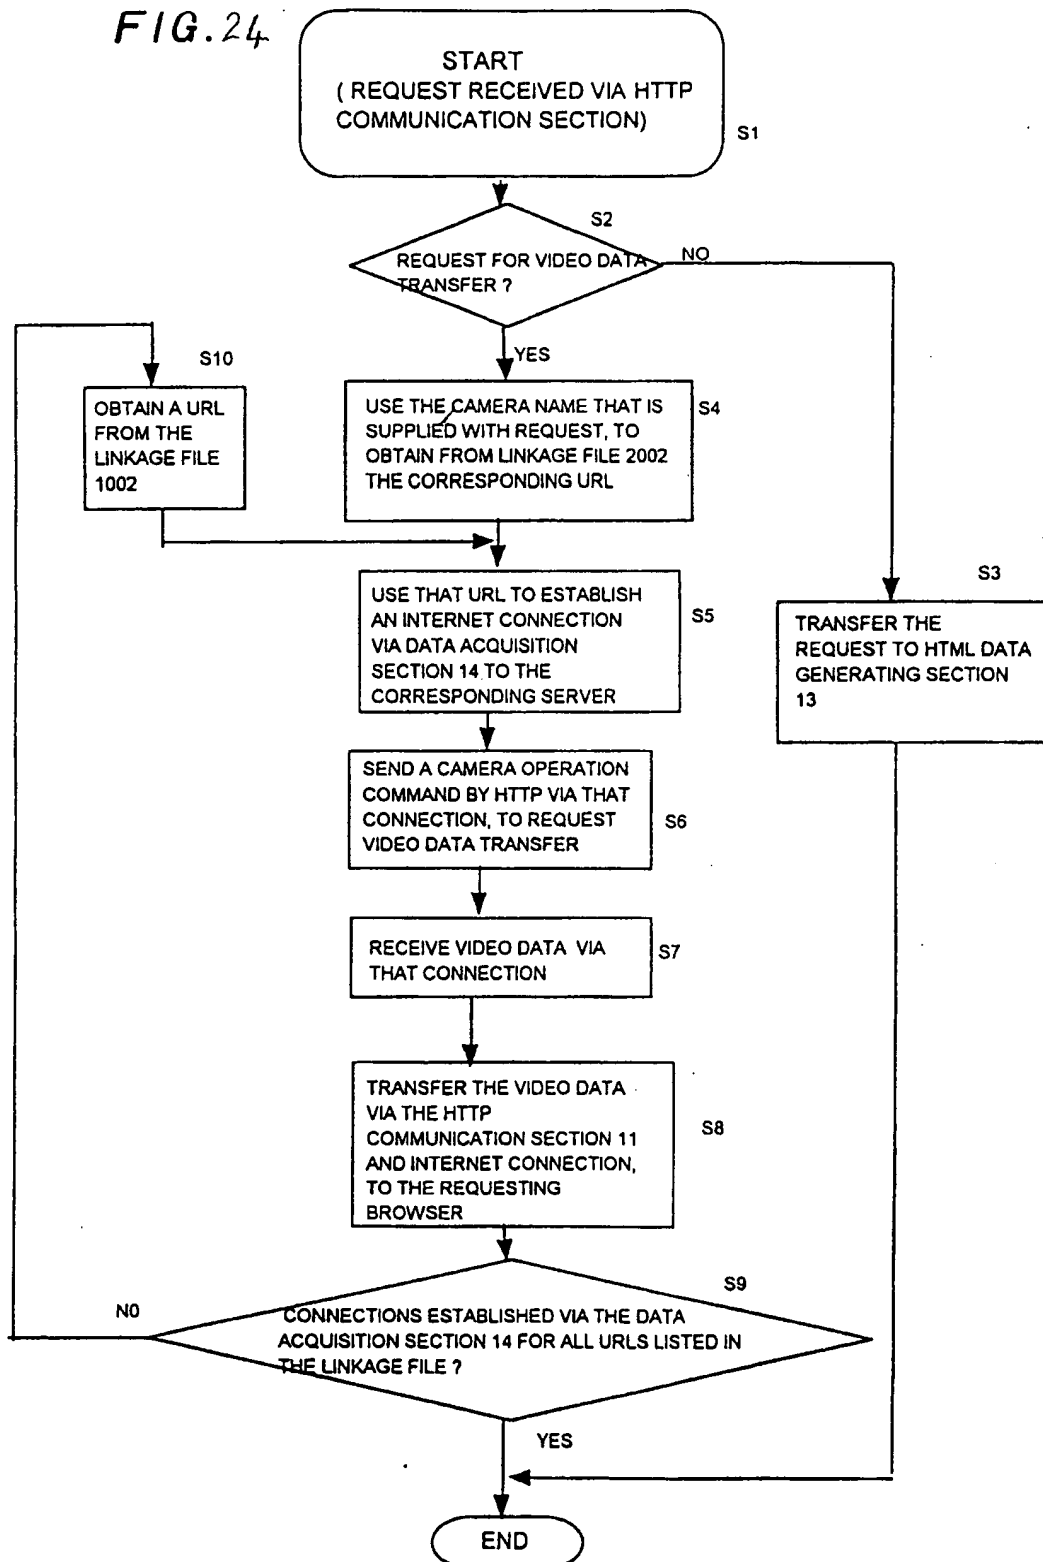 FIG.24
START
( REQUEST RECEIVED VIA HTTP
COMMUNICATION SECTION)
S1
S2
REQUEST FOR VIDEO DATA
TRANSFER ?
NO
YES
S10
OBTAIN A URL
FROM THE
LINKAGE FILE
1002
USE THE CAMERA NAME THAT IS
SUPPLIED WITH REQUEST, TO
OBTAIN FROM LINKAGE FILE 2002
THE CORRESPONDING URL
S4
USE THAT URL TO ESTABLISH
AN INTERNET CONNECTION
VIA DATA ACQUISITION
SECTION 14 TO THE
CORRESPONDING SERVER
S5
S3
TRANSFER THE
REQUEST TO HTML DATA
GENERATING SECTION
13
SEND A CAMERA OPERATION
COMMAND BY HTTP VIA THAT
CONNECTION, TO REQUEST
VIDEO DATA TRANSFER
S6
RECEIVE VIDEO DATA VIA
THAT CONNECTION
S7
TRANSFER THE VIDEO DATA
VIA THE HTTP
COMMUNICATION SECTION 11
AND INTERNET CONNECTION,
TO THE REQUESTING
BROWSER
S8
S9
N0
CONNECTIONS ESTABLISHED VIA THE DATA
ACQUISITION SECTION 14 FOR ALL URLS LISTED IN
THE LINKAGE FILE ?
YES
END